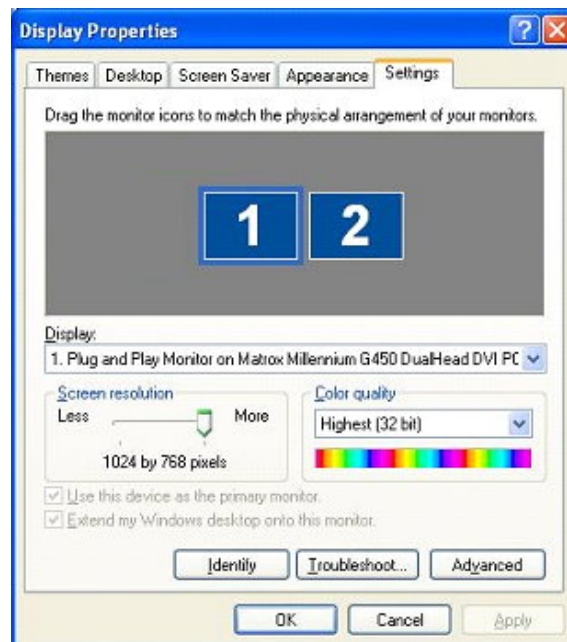 Display Properties
Themes Desktop Screen Saver Appearance Settings
Drag the monitor icons to match the physical arrangement of your monitors.
1 2
Display:
1. Plug and Play Monitor on Matrox Millennium G450 DualHead DVI PC
Screen resolution
Less More
1024 by 768 pixels
Color quality
Highest (32 bit)
Use this device as the primary monitor.
Extend my Windows desktop onto this monitor.
Identify Troubleshoot... Advanced
OK Cancel Apply